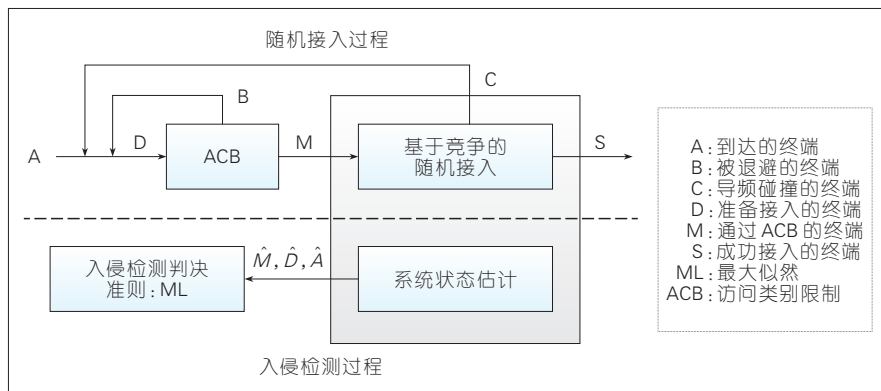 随机接入过程
C
B
A
D
ACB
M
基于竞争的
随机接入
S
入侵检测判决
准则:ML
M̂, D̂, Â
系统状态估计
入侵检测过程
A:到达的终端
B:被退避的终端
C:导频碰撞的终端
D:准备接入的终端
M:通过 ACB 的终端
S:成功接入的终端
ML:最大似然
ACB:访问类别限制